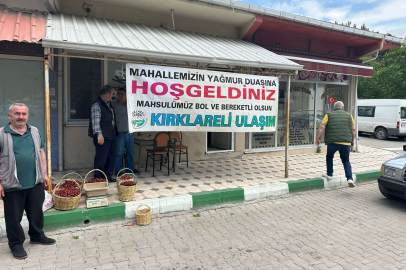 MAHALLEMİZİN YAĞMUR DUASINA
HOŞGELDİNİZ
MAHSULÜMÜZ BOL VE BEREKETLİ OLSUN
KIRKLARELİ ULAŞIM